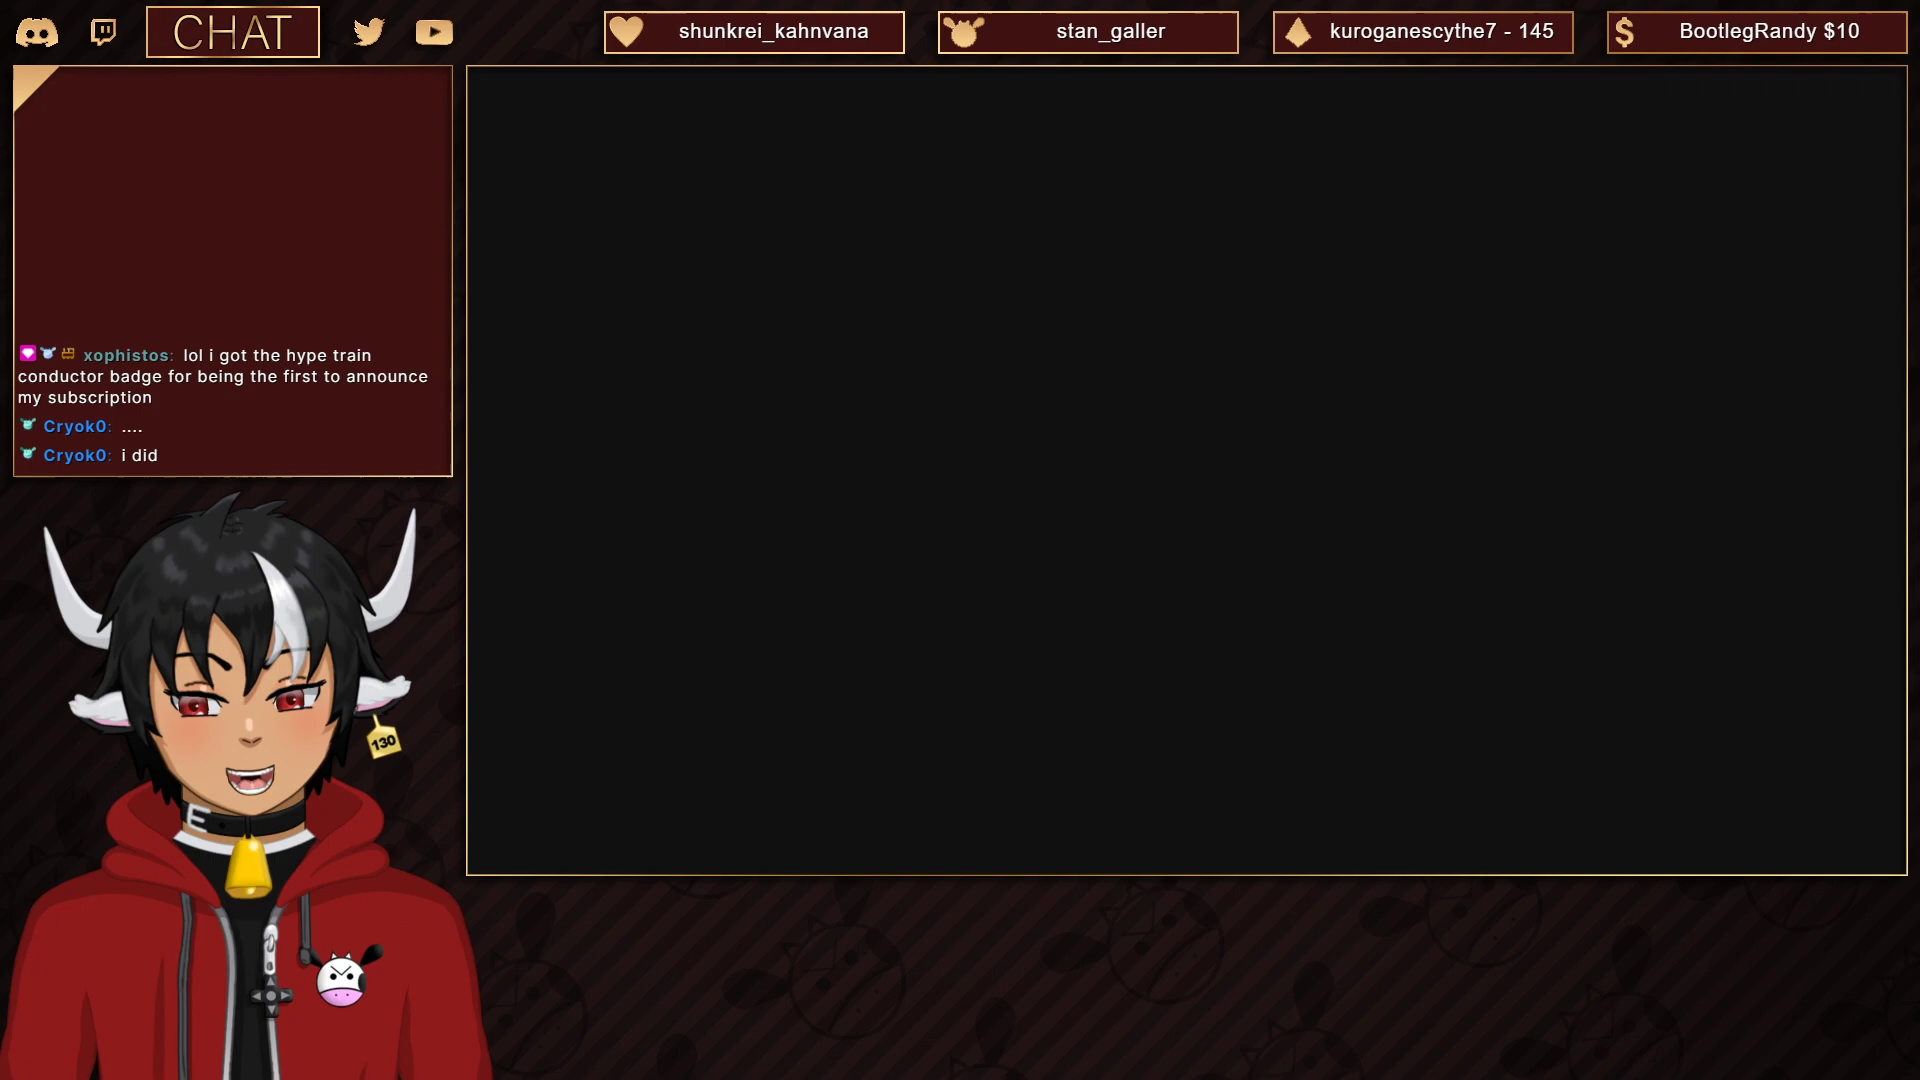 CHAT
shunkrei_kahnvana
stan_galler
kuroganescythe7 - 145
BootlegRandy $10
xophistos: lol i got the hype train
conductor badge for being the first to announce
my subscription
Cryok0: ....
Cryok0: i did
130